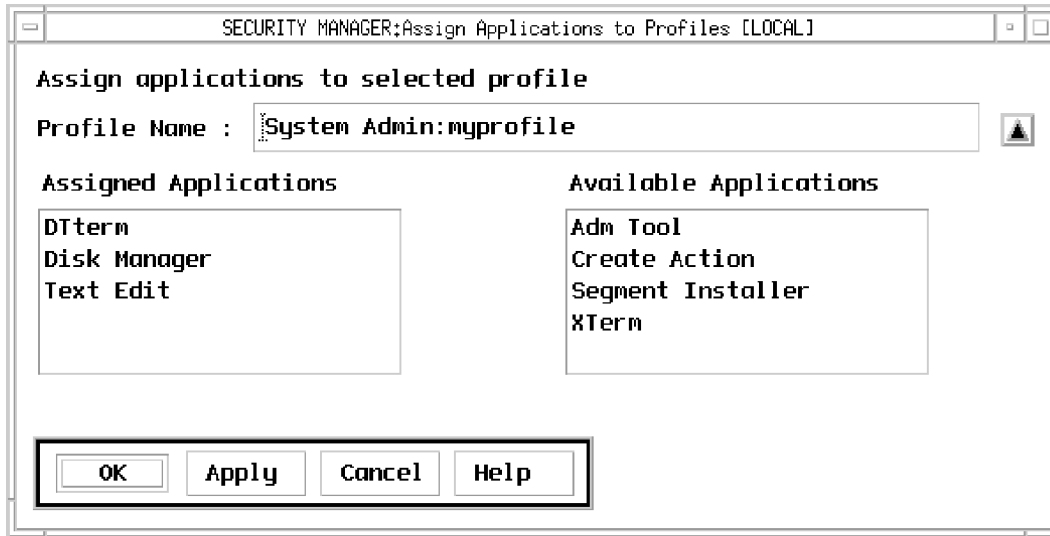 SECURITY MANAGER:Assign Applications to Profiles [LOCAL]
Assign applications to selected profile
Profile Name : System Admin:myprofile
Assigned Applications
DTterm
Disk Manager
Text Edit
Available Applications
Adm Tool
Create Action
Segment Installer
XTerm
OK Apply Cancel Help